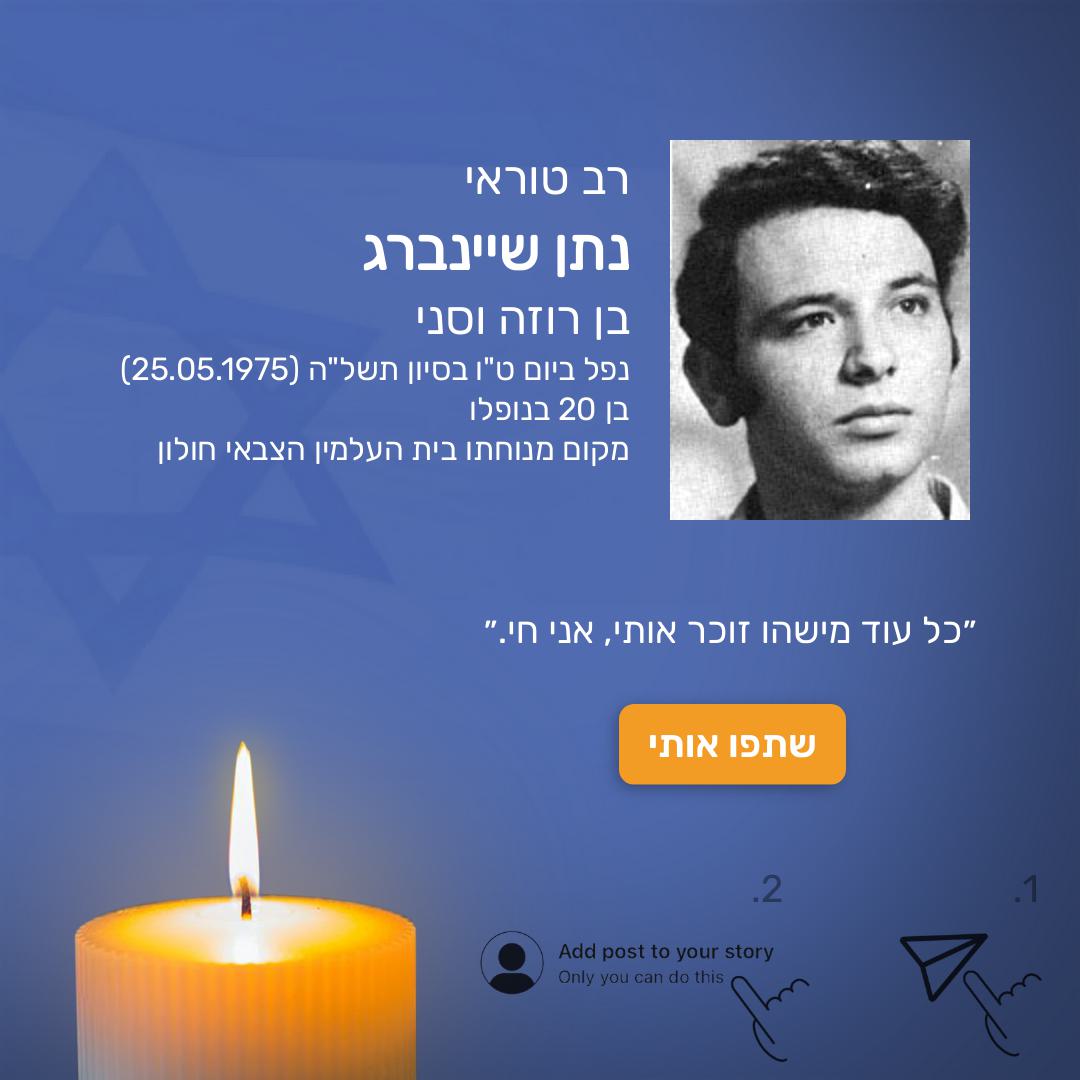 רב טוראי
נתן שיינברג
בן רוזה וסני
נפל ביום ט"ו בסיון תשל"ה (25.05.1975)
בן 20 בנופלו
מקום מנוחתו בית העלמין הצבאי חולון
״כל עוד מישהו זוכר אותי, אני חי.״
שתפו אותי
.1
.2
Add post to your story
Only you can do this